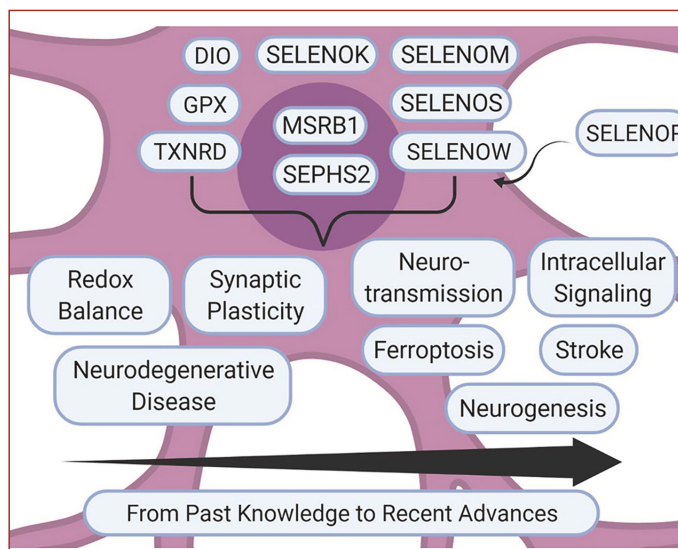 DIO
SELENOK
SELENOM
GPX
SELENOS
MSRB1
TXNRD
SELENOW
SEPHS2
Redox
Balance
Synaptic
Plasticity
Neuro-
transmission
Intracellular
Signaling
Ferroptosis
Stroke
Neurodegenerative
Disease
Neurogenesis
From Past Knowledge to Recent Advances